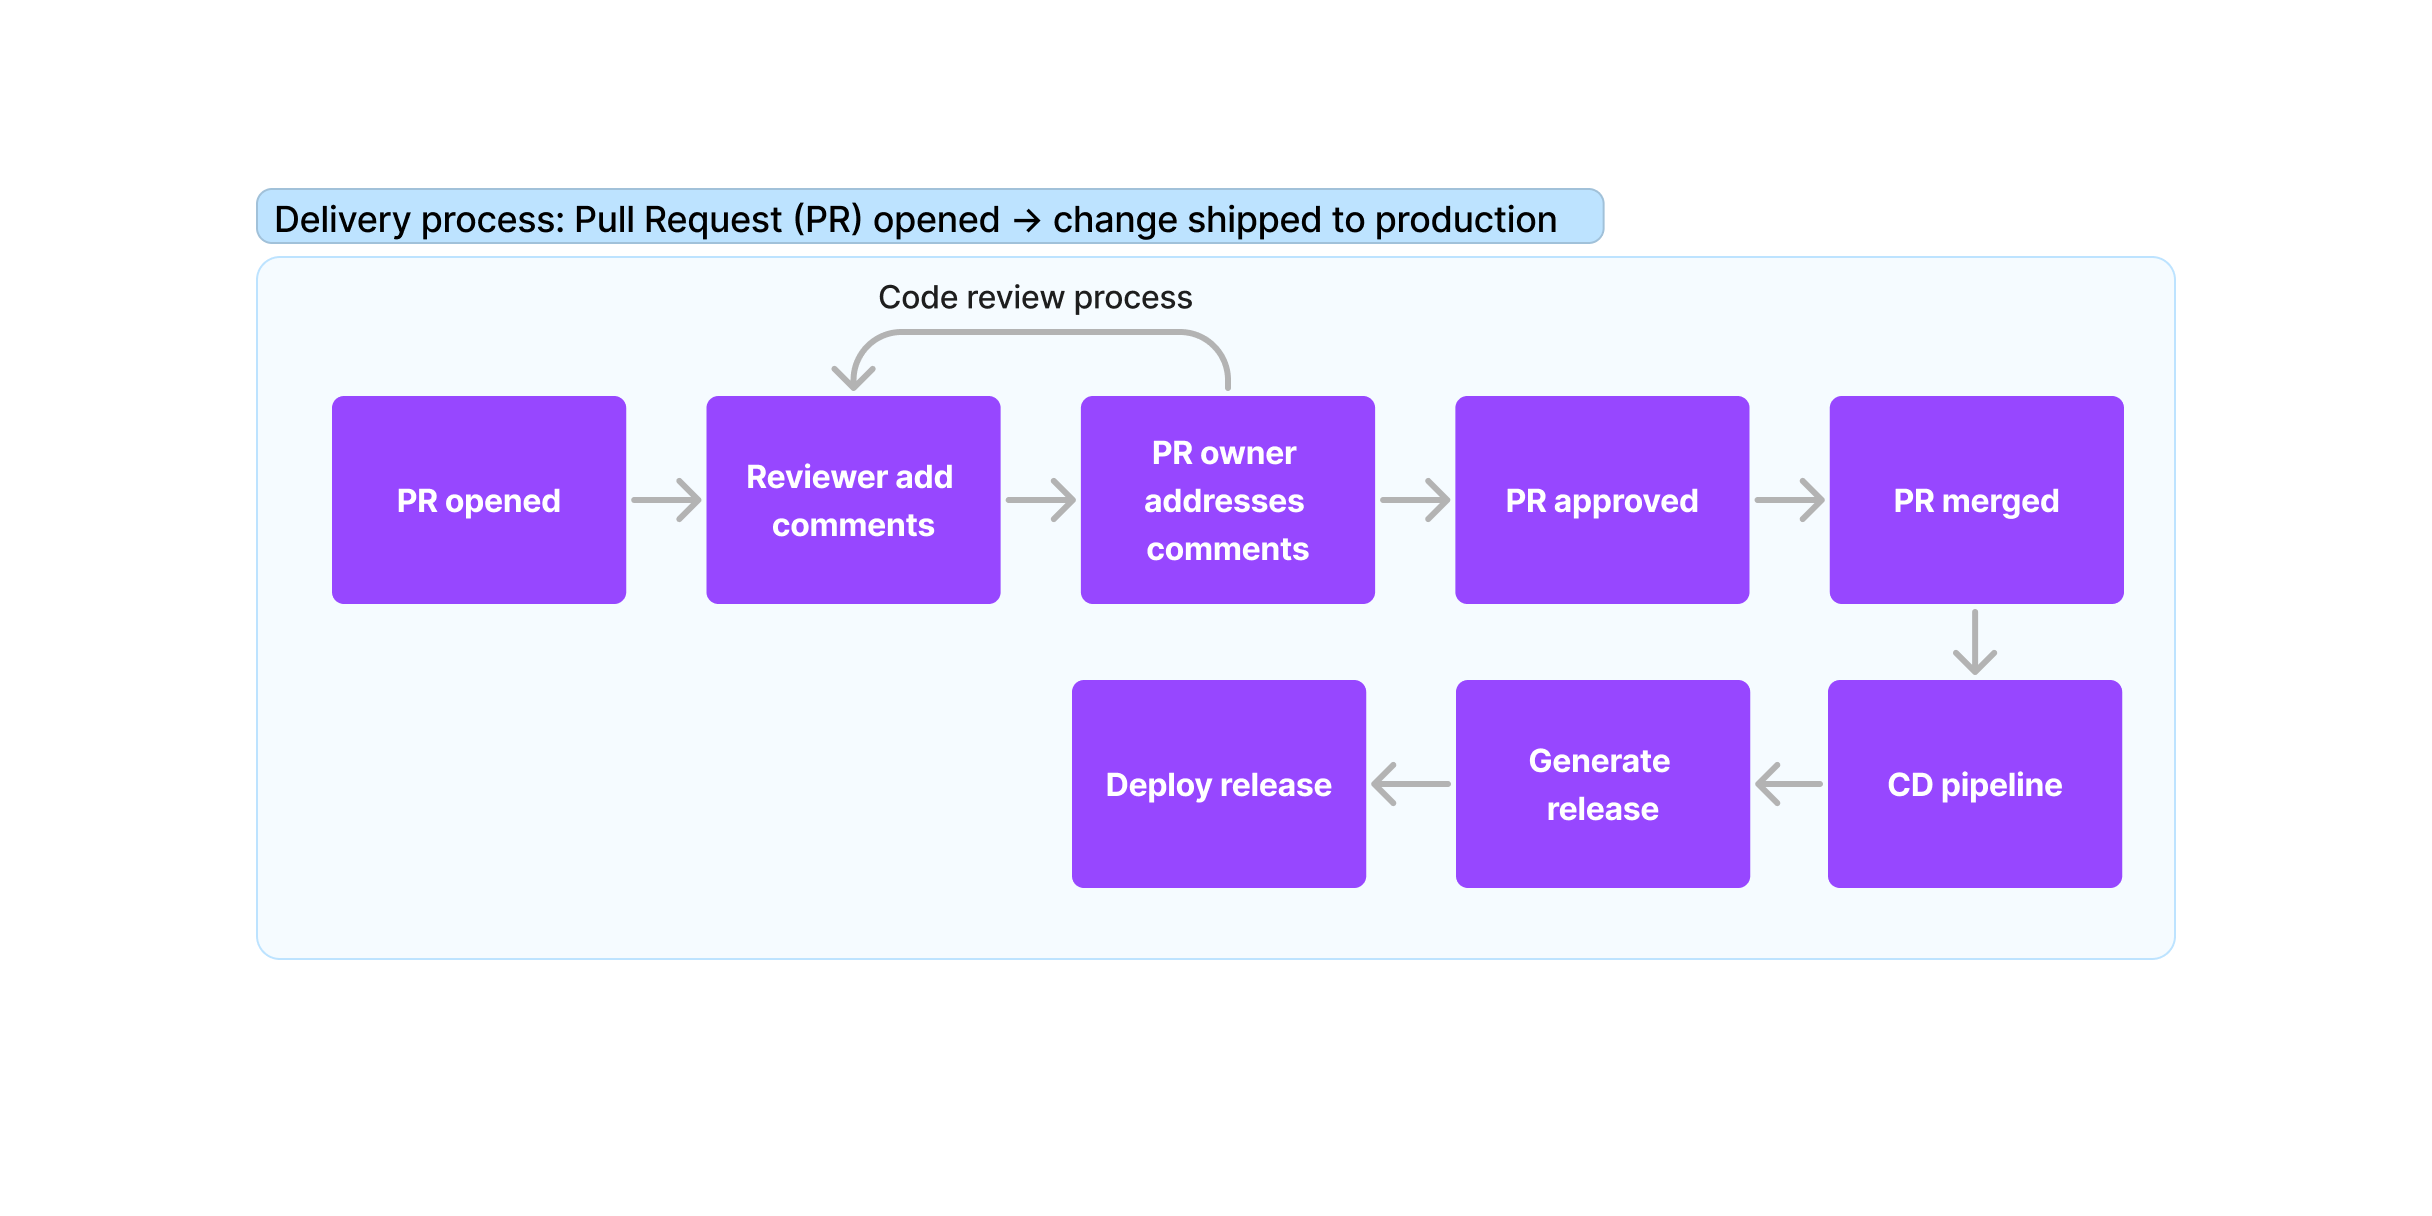 Delivery process: Pull Request (PR) opened → change shipped to production
Code review process
PR opened
Reviewer add
comments
PR owner
addresses
comments
PR approved
PR merged
CD pipeline
Generate
release
Deploy release